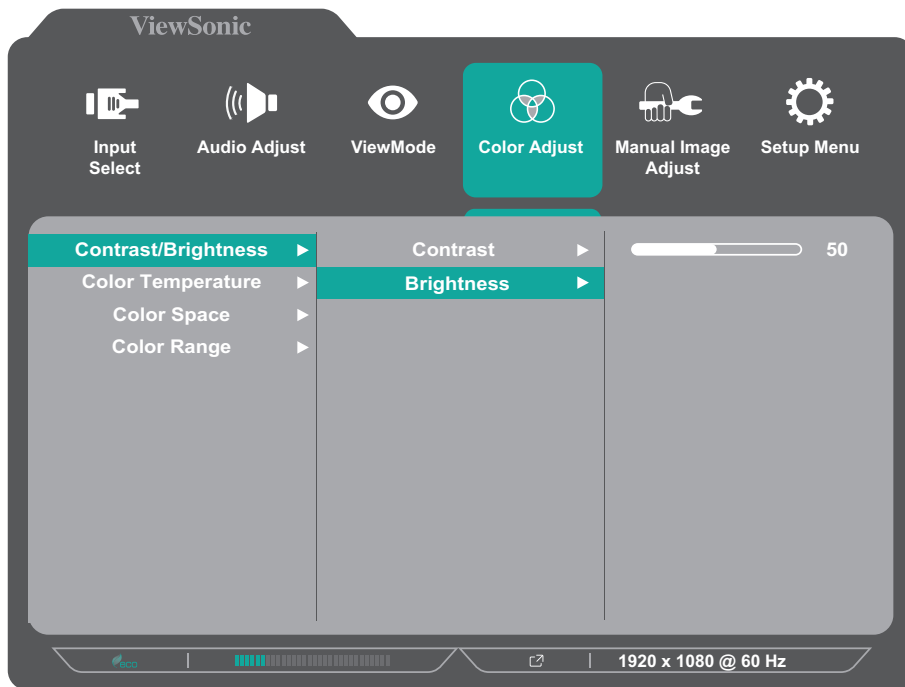 ViewSonic
Input
Select
Audio Adjust
ViewMode
Color Adjust
Manual Image
Adjust
Setup Menu
Contrast/Brightness
Contrast
50
Color Temperature
Brightness
Color Space
Color Range
eco
1920 x 1080 @ 60 Hz